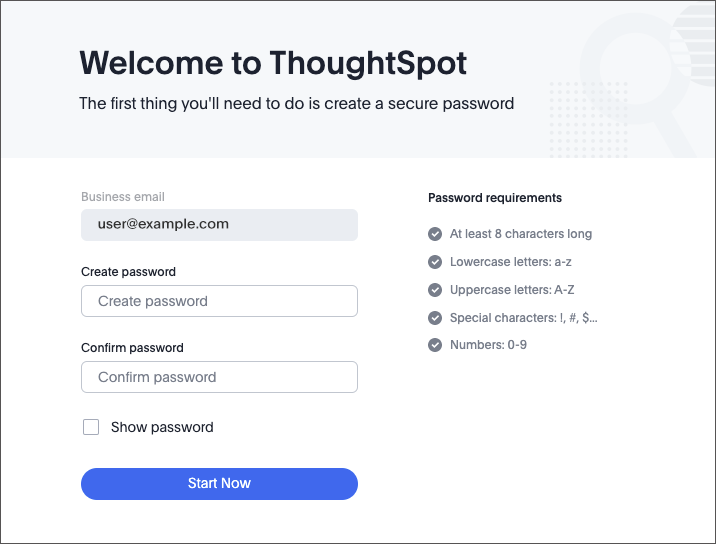 Welcome to ThoughtSpot
The first thing you'll need to do is create a secure password
Business email
user@example.com
Create password
Create password
Confirm password
Confirm password
Show password
Start Now
Password requirements
At least 8 characters long
Lowercase letters: a-z
Uppercase letters: A-Z
Special characters: !, #, $...
Numbers: 0-9